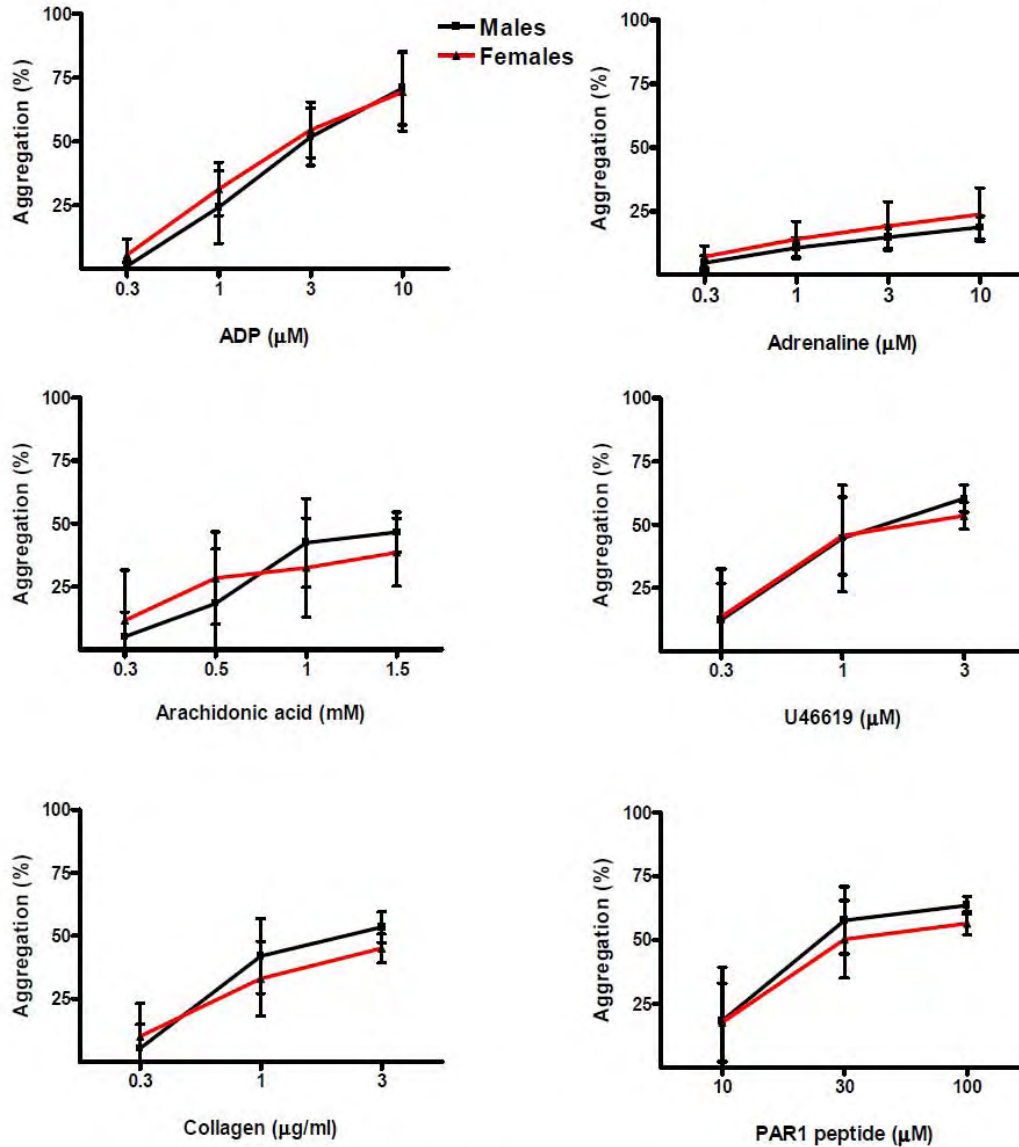 100
75
50
25
Aggregation (%)
0.3 1 3 10
ADP (μM)
Males
Females
100
75
50
25
Aggregation (%)
0.3 1 3 10
Adrenaline (μM)
100
75
50
25
Aggregation (%)
0.3 0.5 1 1.5
Arachidonic acid (mM)
100
75
50
25
Aggregation (%)
0.3 1 3
U46619 (μM)
100
75
50
25
Aggregation (%)
0.3 1 3
Collagen (μg/ml)
100
75
50
25
Aggregation (%)
10 30 100
PAR1 peptide (μM)